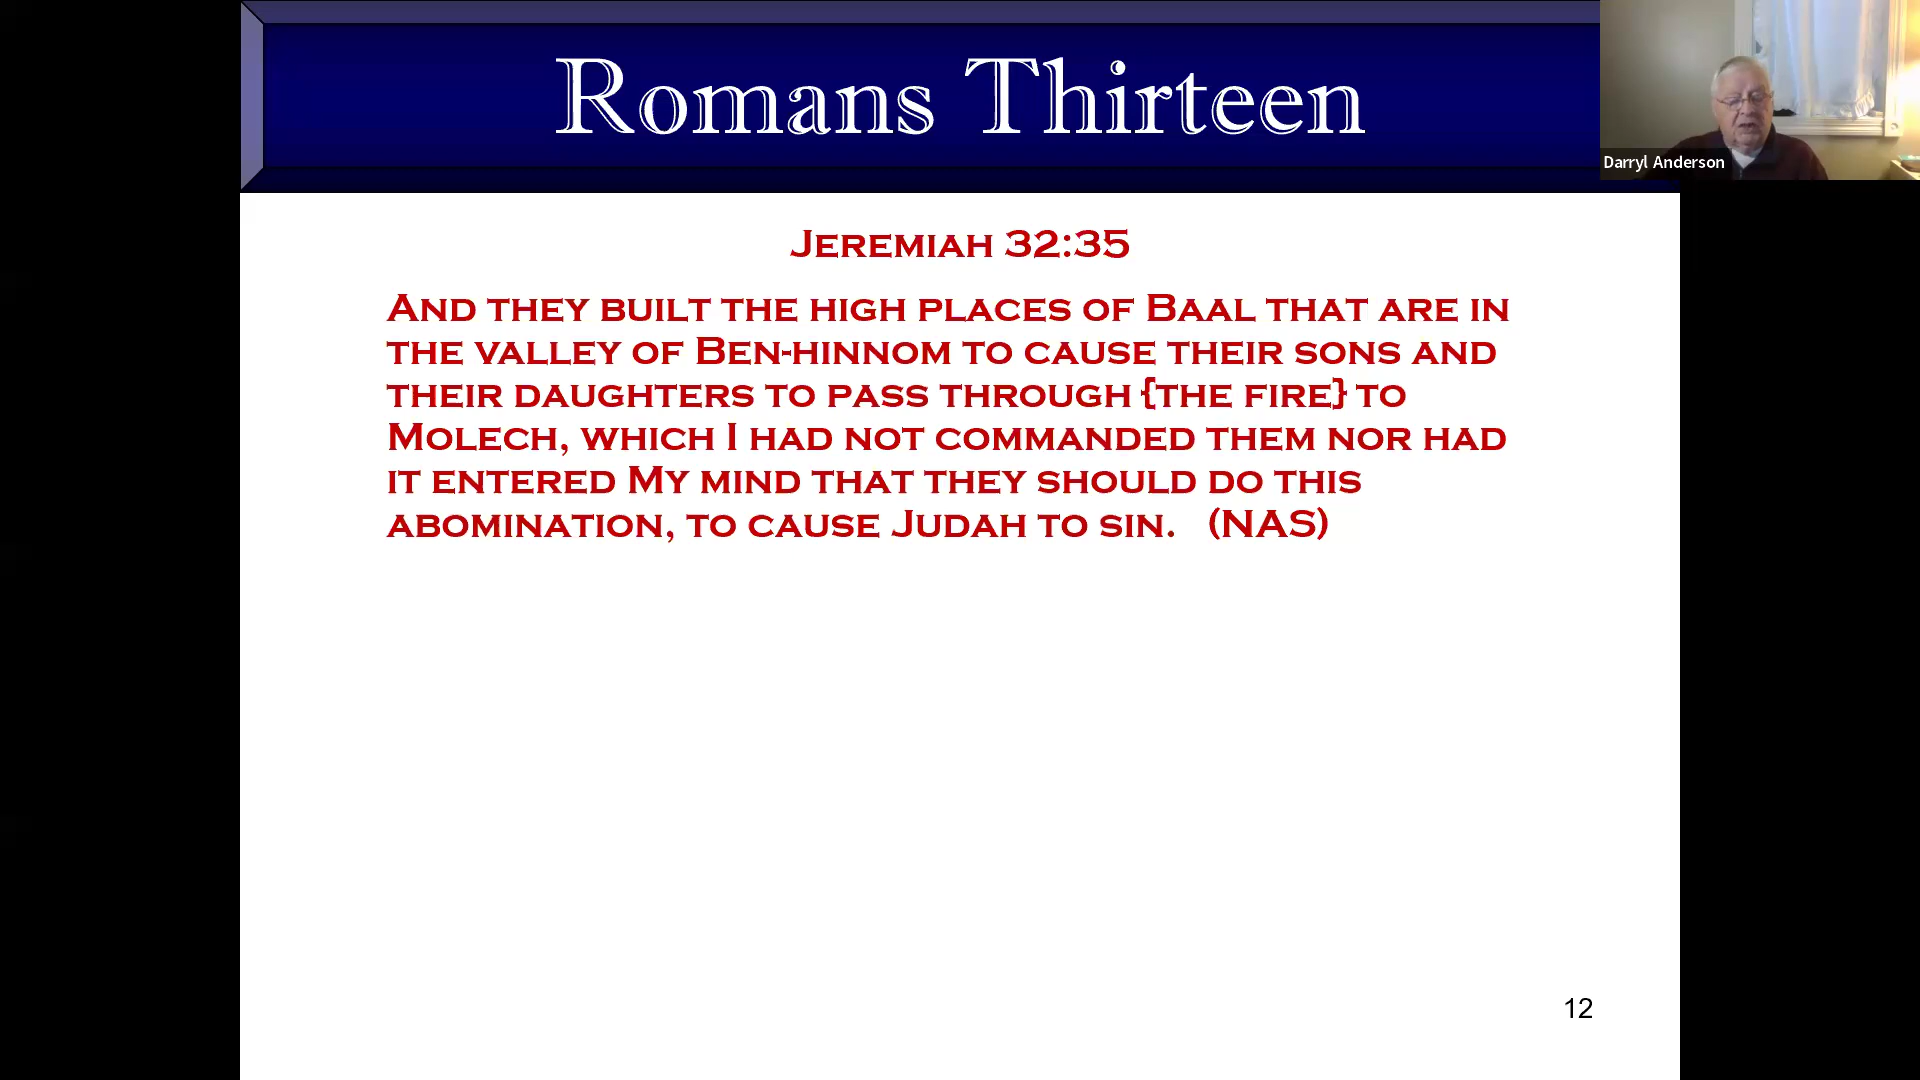 Romans Thirteen
Darryl Anderson
Jeremiah 32:35
And they built the high places of Baal that are in
the valley of Ben-hinnom to cause their sons and
their daughters to pass through {the fire} to
Molech, which I had not commanded them nor had
it entered My mind that they should do this
abomination, to cause Judah to sin. (NAS)
12